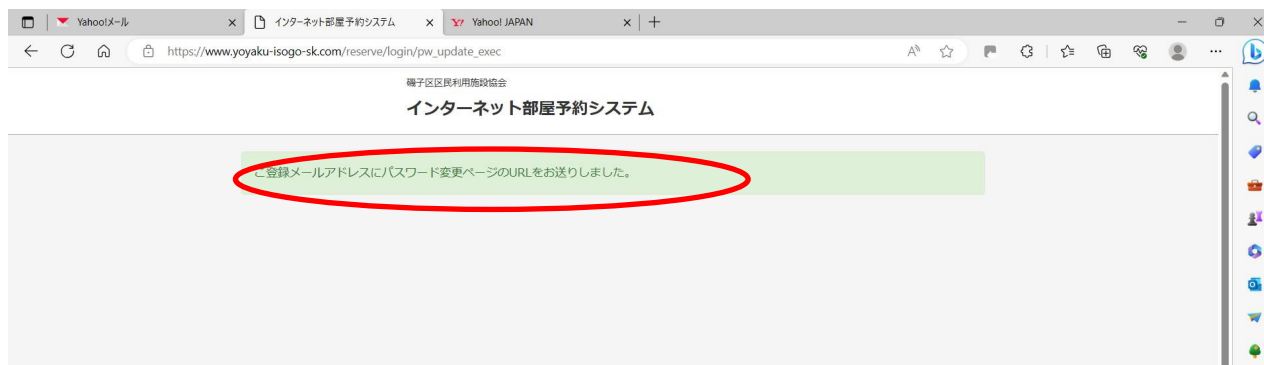 Yahoo!メール
インターネット部屋予約システム
Yahoo! JAPAN
https://www.yoyaku-isogo-sk.com/reserve/login/pw_update_exec
磯子区区民利用施設協会
インターネット部屋予約システム
ご登録メールアドレスにパスワード変更ページのURLをお送りしました。